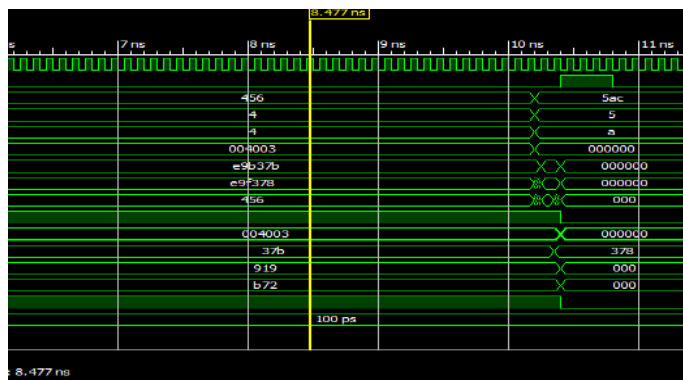 8.477 ns
s 7 ns 8 ns 9 ns 10 ns 11 ns
456 5ac
4 5
4 a
004003 000000
e9b37b 000000
e9f378 000000
456 000
004003 000000
37b 378
919 000
b72 000
100 ps
: 8.477 ns